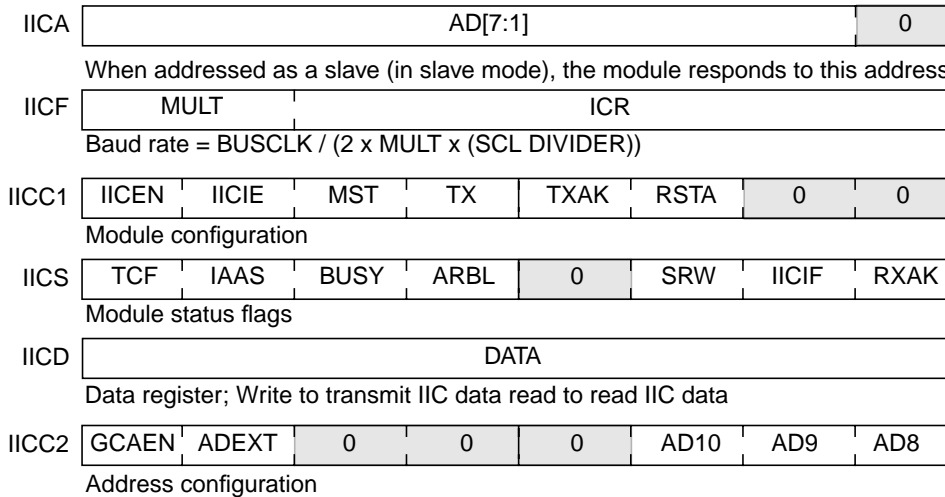 IICA AD[7:1] 0
When addressed as a slave (in slave mode), the module responds to this address
IICF MULT ICR
Baud rate = BUSCLK / (2 x MULT x (SCL DIVIDER))
IICC1 IICEN IICIE MST TX TXAK RSTA 0 0
Module configuration
IICS TCF IAAS BUSY ARBL 0 SRW IICIF RXAK
Module status flags
IICD DATA
Data register; Write to transmit IIC data read to read IIC data
IICC2 GCAEN ADEXT 0 0 0 AD10 AD9 AD8
Address configuration